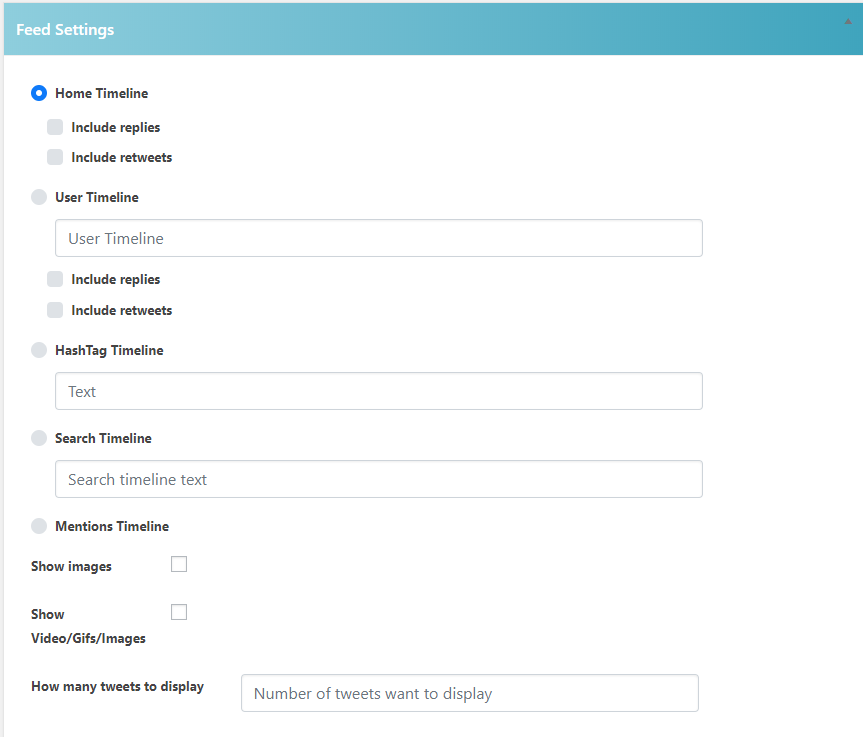 Feed Settings
Home Timeline
Include replies
Include retweets
User Timeline
User Timeline
Include replies
Include retweets
HashTag Timeline
Text
Search Timeline
Search timeline text
Mentions Timeline
Show images
Show
Video/Gifs/Images
How many tweets to display
Number of tweets want to display